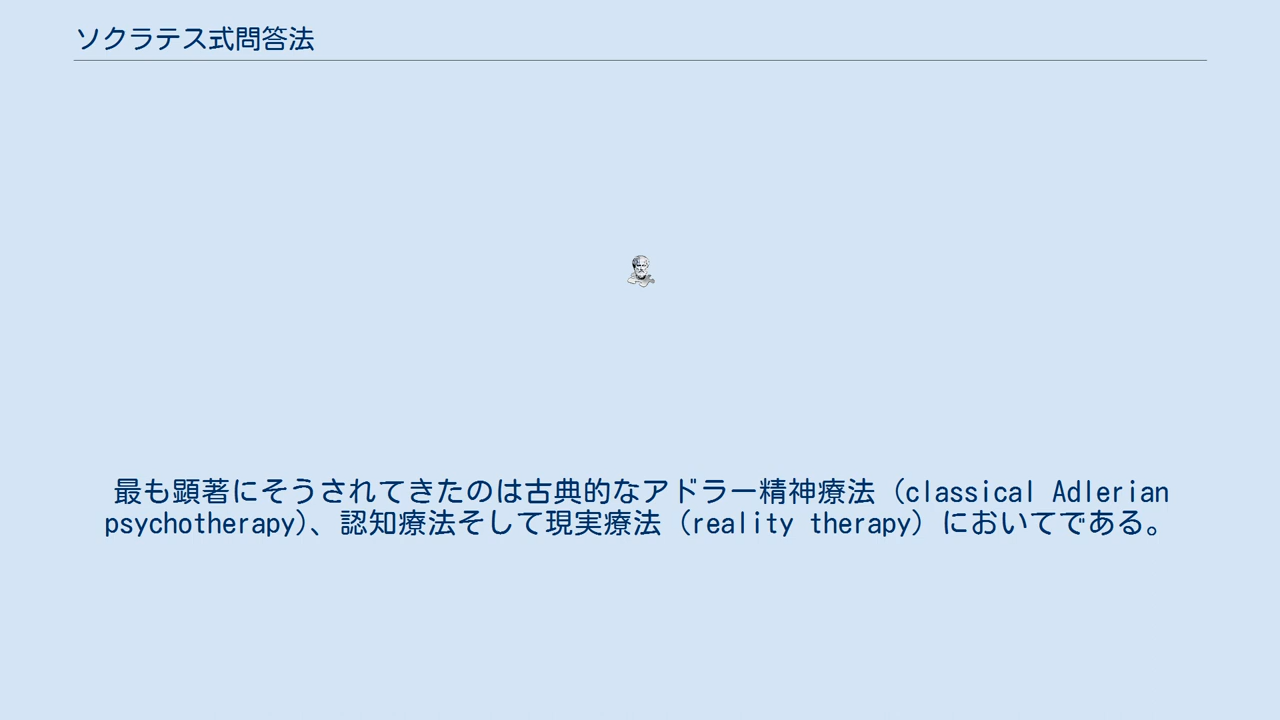 ソクラテス式問答法
最も顕著にそうされてきたのは古典的なアドラー精神療法（classical Adlerian
psychotherapy)、認知療法そして現実療法（reality therapy）においてである。